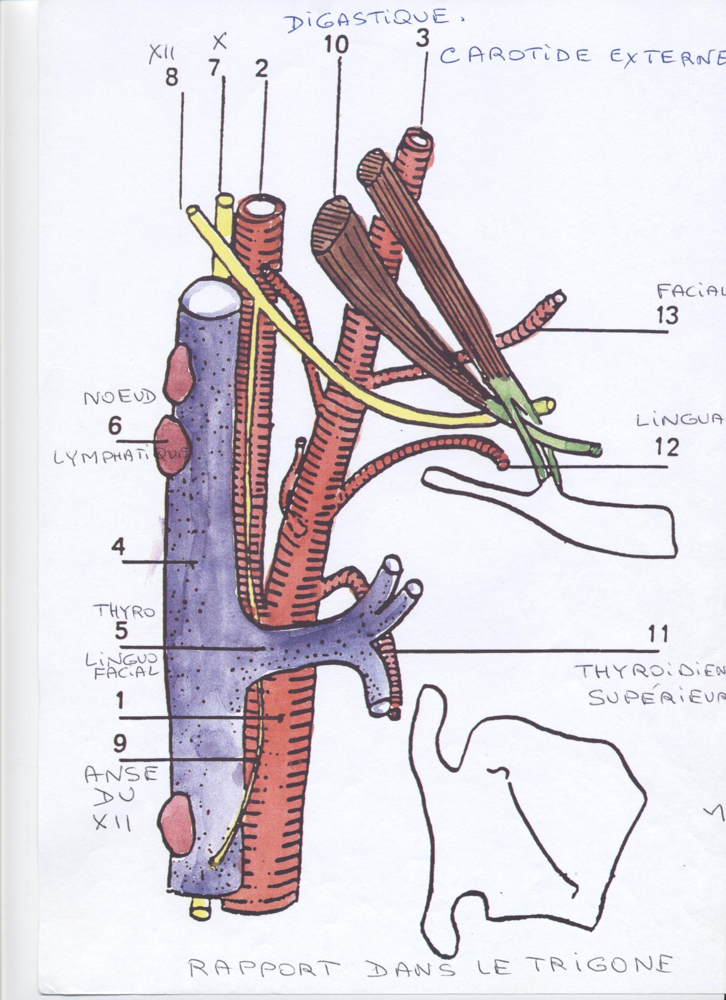 DIGASTIQUE.
10
3
CAROTIDE EXTERNE
XII
8
X
7
2
FACIAL
13
NOEUD
6
LYMPHATIQUE
LINGUA
12
4
THYRO
5
LINGUO
FACIAL
11
THYROIDIEN
SUPÉRIEUR
1
9
ANSE
DU
XII
RAPPORT DANS LE TRIGONE